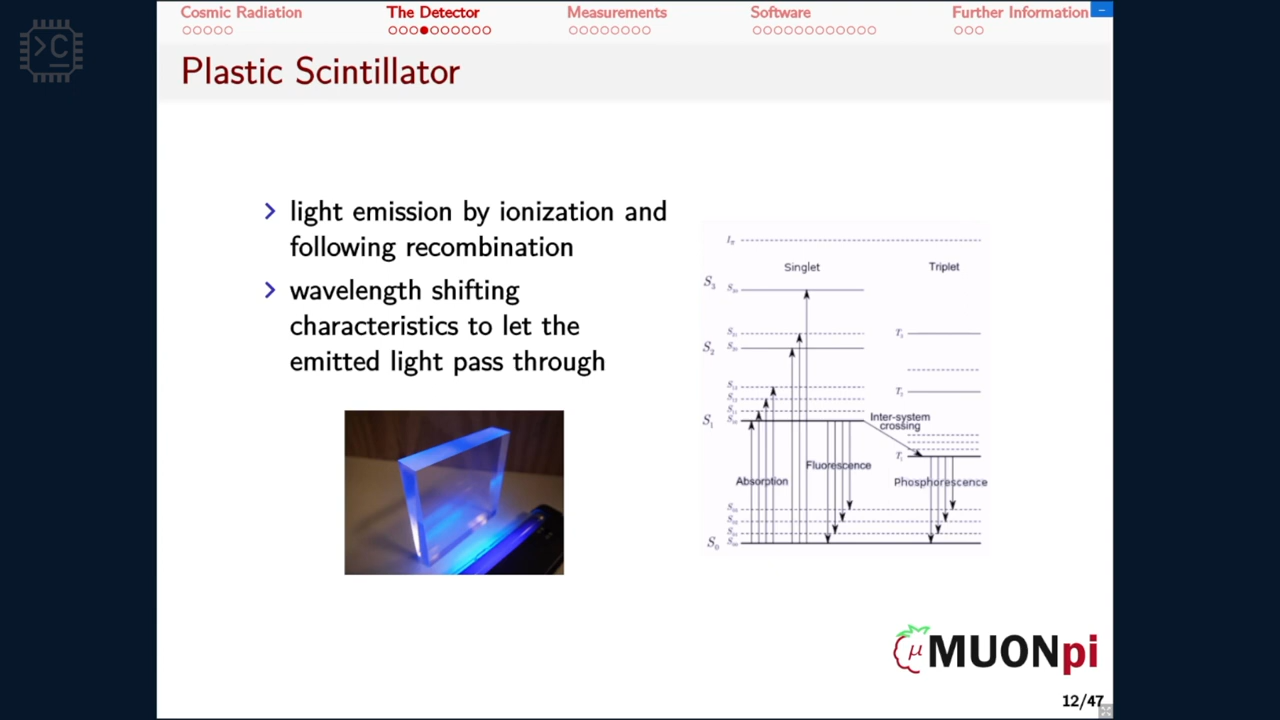 Cosmic Radiation
The Detector
Measurements
Software
Further Information
Plastic Scintillator
light emission by ionization and
following recombination
wavelength shifting
characteristics to let the
emitted light pass through
Singlet
Triplet
S3
S2
S1
Inter-system
crossing
Fluorescence
Absorption
Phosphorescence
S0
μ MUONpi
12/47